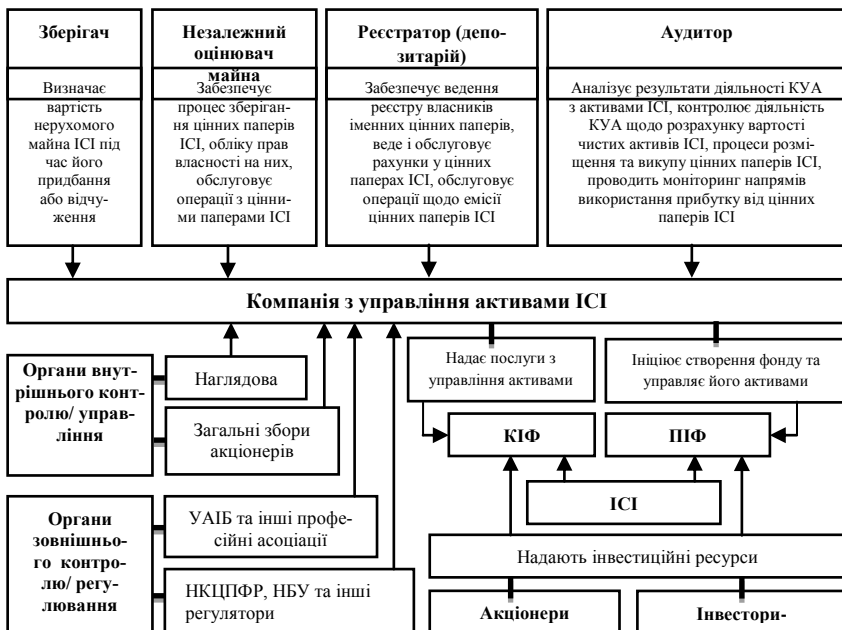 Зберігач
Визначає
вартість
нерухомого
майна ІСІ під
час його
придбання
або відчу-
ження
Незалежний
оцінювач
майна
Забезпечує
процес зберіган-
ня цінних паперів
ІСІ, обліку прав
власності на них,
обслуговує
операції з цінни-
ми паперами ІСІ
Реєстратор (депо-
зитарій)
Забезпечує ведення
реєстру власників
іменних цінних паперів,
веде і обслуговує
рахунки у цінних
паперах ІСІ, обслуговує
операції щодо емісії
цінних паперів ІСІ
Аудитор
Аналізує результати діяльності КУА
з активами ІСІ, контролює діяльність
КУА щодо розрахунку вартості
чистих активів ІСІ, процеси розмі-
щення та викупу цінних паперів ІСІ,
проводить моніторинг напрямів
використання прибутку від цінних
паперів ІСІ
Компанія з управління активами ІСІ
Органи внут-
рішнього конт-
ролю/ управ-
ління
Наглядова
Загальні збори
акціонерів
Надає послуги з
управління активами
Ініціює створення фонду та
управляє його активами
КІФ
ПІФ
ІСІ
Органи
зовнішньо-
го контро-
лю/ регу-
лювання
УАІБ та інші профе-
сійні асоціації
НКЦПФР, НБУ та інші
регулятори
Надають інвестиційні ресурси
Акціонери
Інвестори-